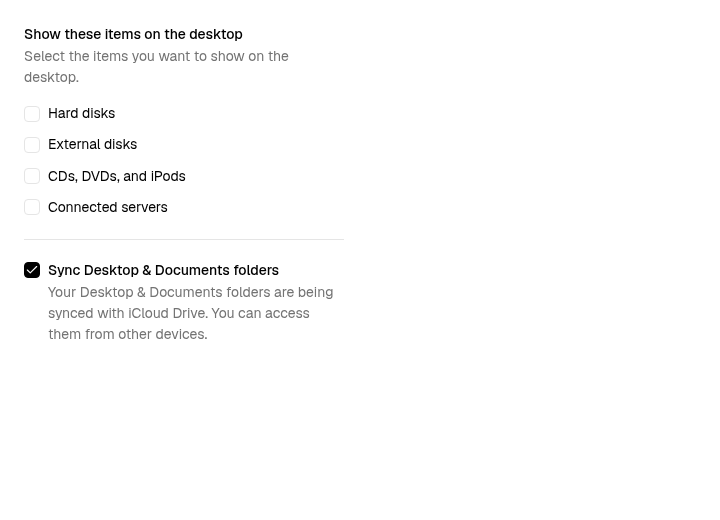 Show these items on the desktop
Select the items you want to show on the
desktop.
Hard disks
External disks
CDs, DVDs, and iPods
Connected servers
Sync Desktop & Documents folders
Your Desktop & Documents folders are being
synced with iCloud Drive. You can access
them from other devices.